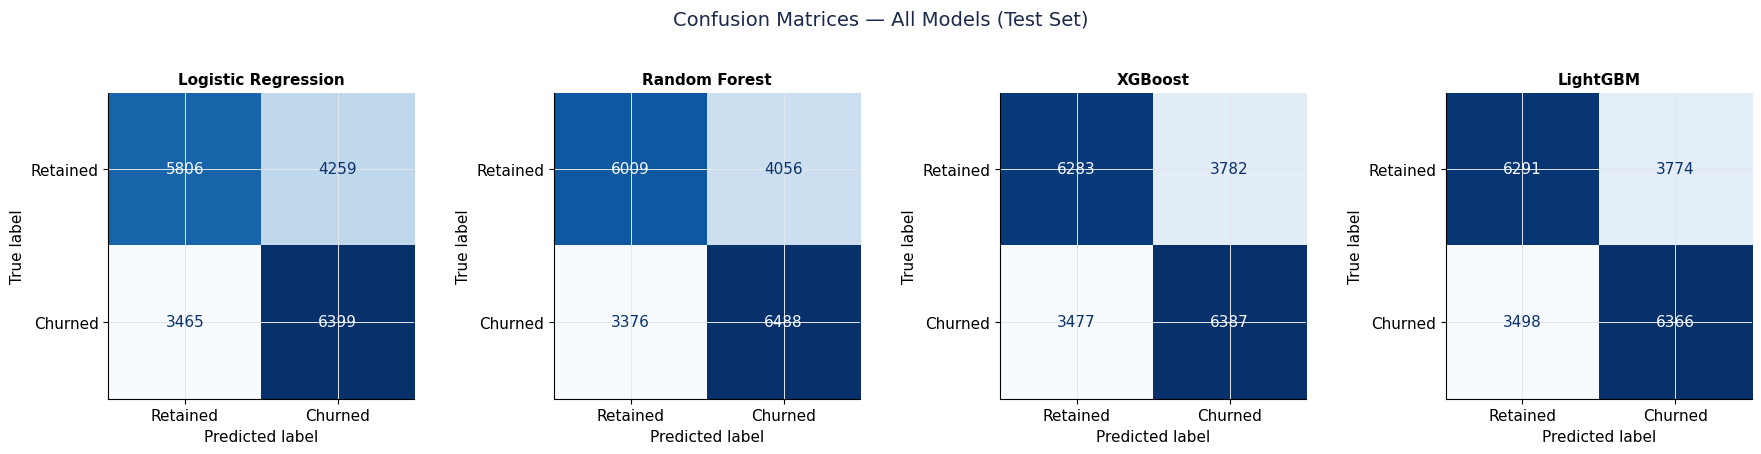 Confusion Matrices — All Models (Test Set)
Logistic Regression
True label
Retained
5806
4259
Churned
3465
6399
Retained
Churned
Predicted label
Random Forest
True label
Retained
6009
4056
Churned
3376
6488
Retained
Churned
Predicted label
XGBoost
True label
Retained
6283
3782
Churned
3477
6387
Retained
Churned
Predicted label
LightGBM
True label
Retained
6291
3774
Churned
3498
6366
Retained
Churned
Predicted label